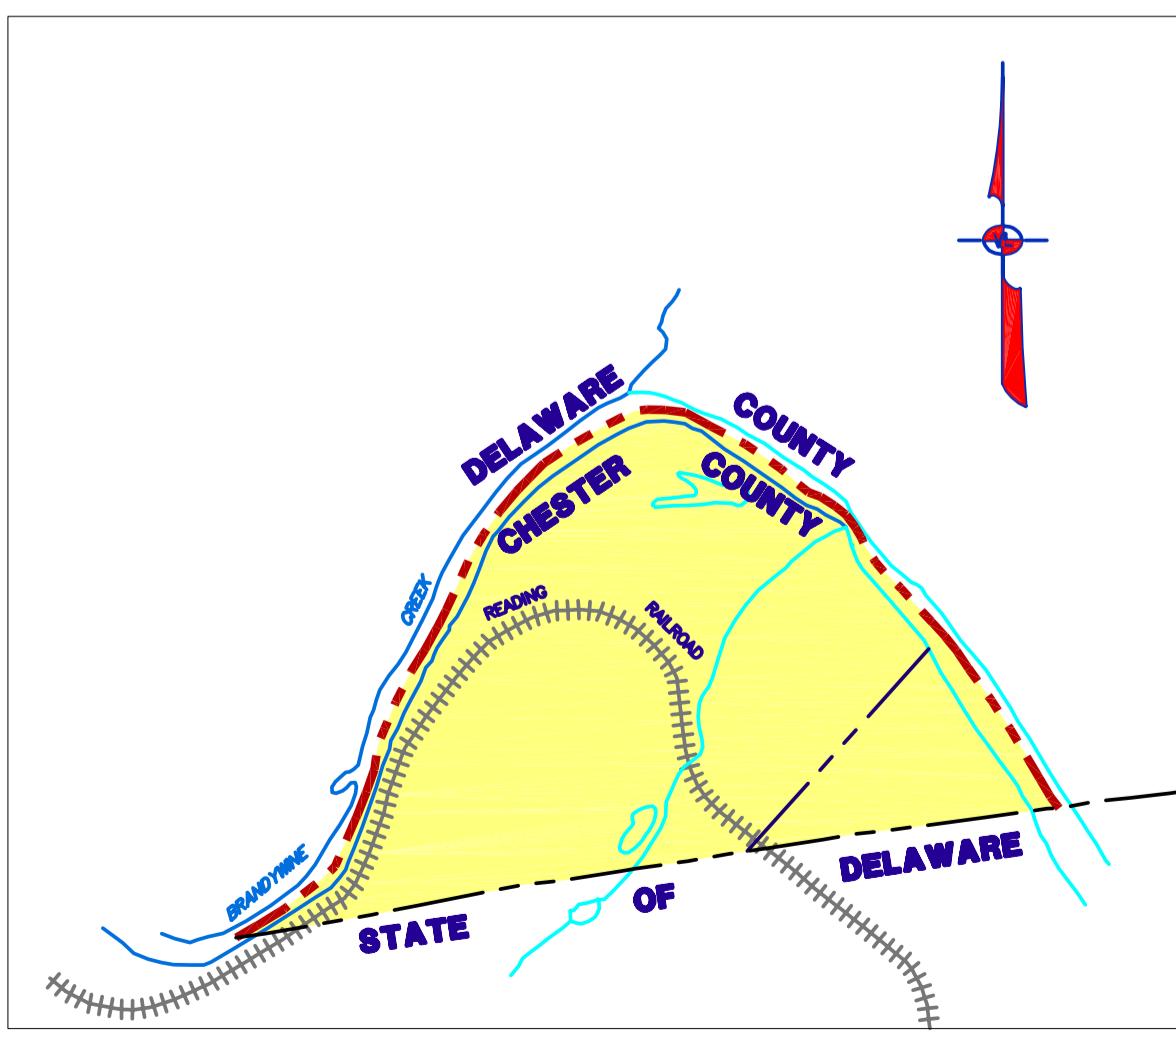 DELAWARE COUNTY
CHESTER COUNTY
CREEK
READING RAILROAD
BRANDYWINE
DELAWARE
OF
STATE